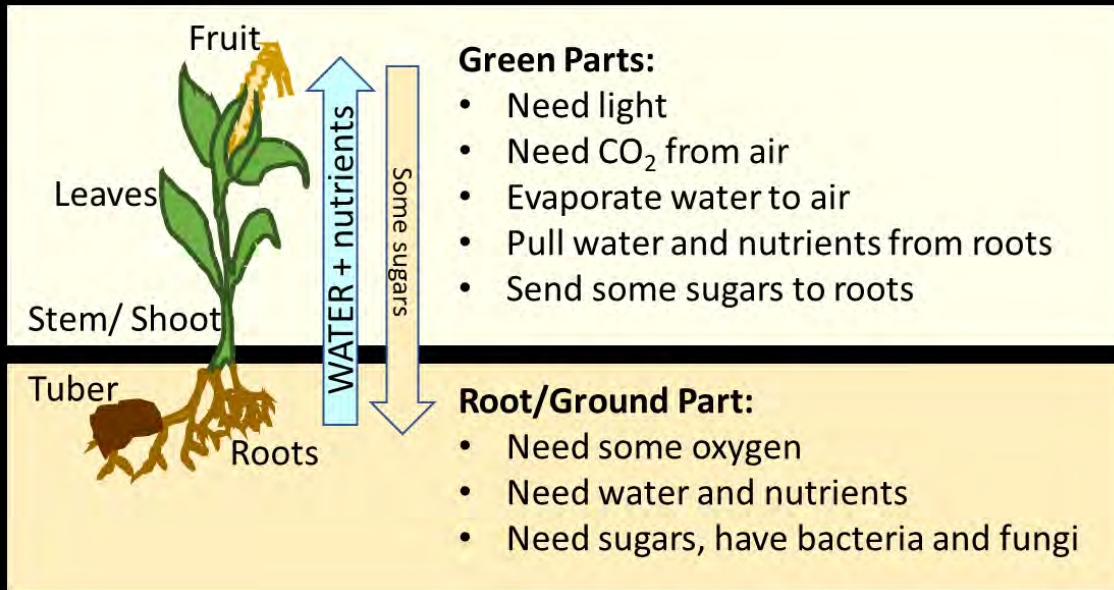 Fruit
Leaves
Stem/ Shoot
Tuber
Roots
WATER + nutrients
Some sugars
Green Parts:
• Need light
• Need CO₂ from air
• Evaporate water to air
• Pull water and nutrients from roots
• Send some sugars to roots
Root/Ground Part:
• Need some oxygen
• Need water and nutrients
• Need sugars, have bacteria and fungi